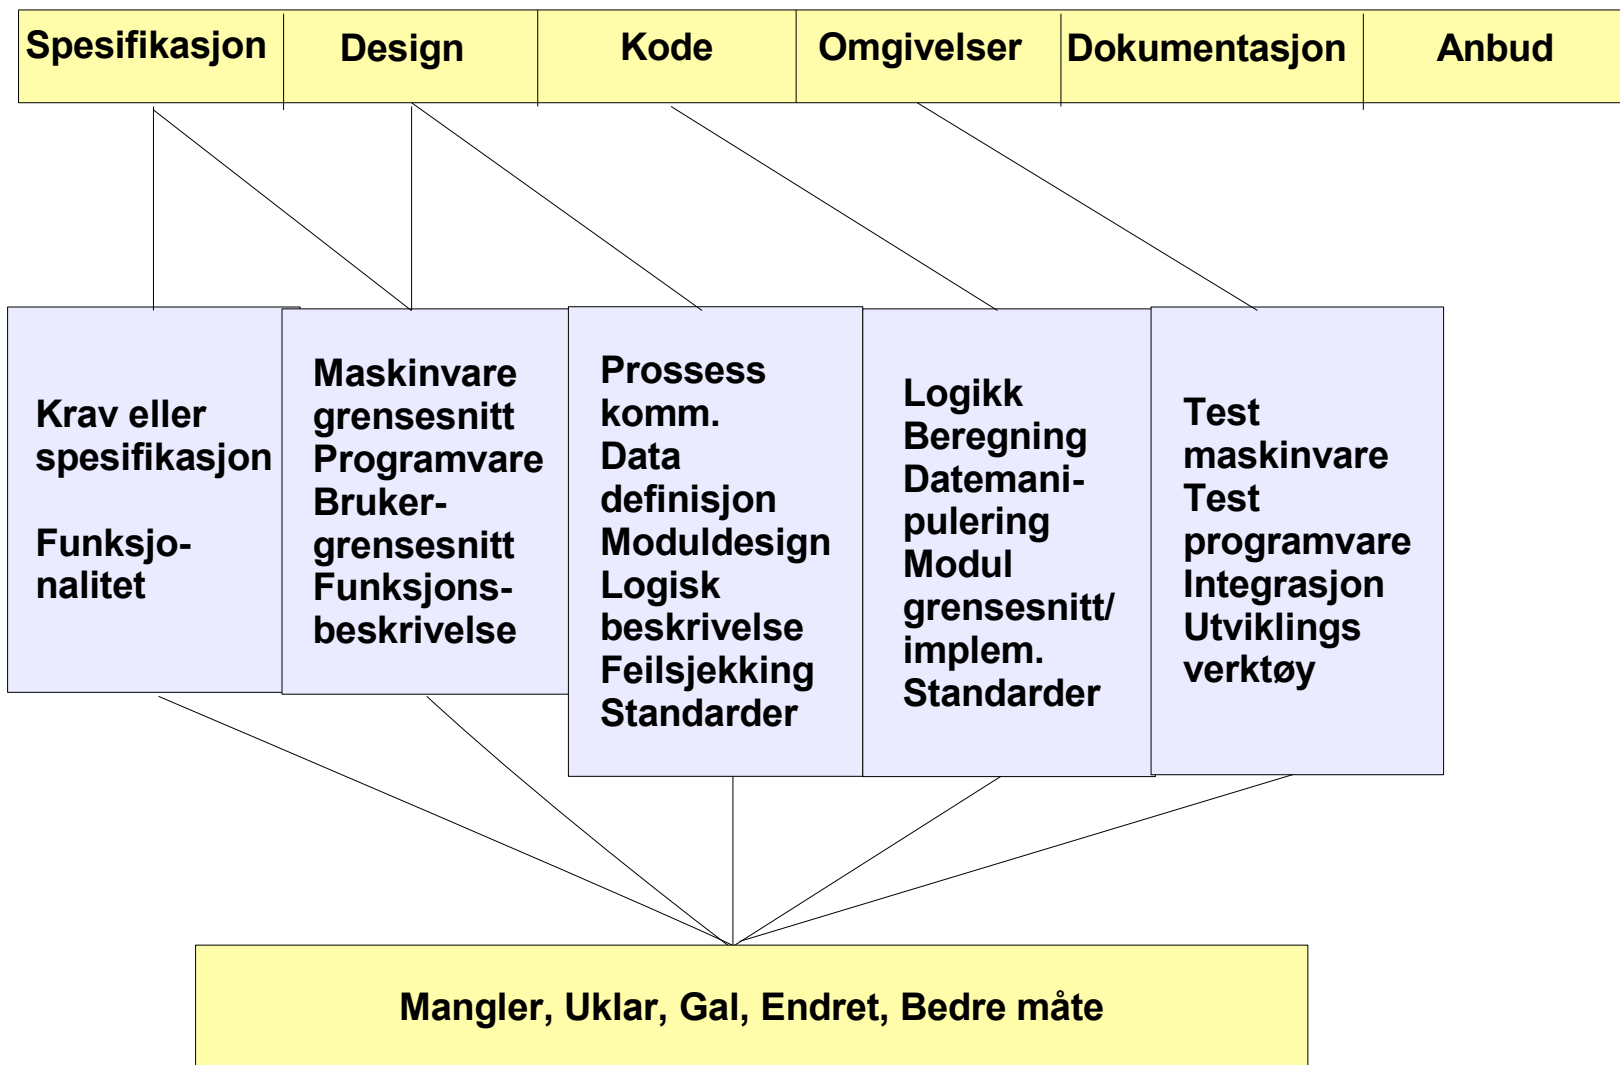 Spesifikasjon
Design
Kode
Omgivelser
Dokumentasjon
Anbud
Krav eller
spesifikasjon
Funksjo-
nalitet
Maskinvare
grensesnitt
Programvare
Bruker-
grensesnitt
Funksjons-
beskrivelse
Prossess
komm.
Data
definisjon
Moduldesign
Logisk
beskrivelse
Feilsjekking
Standarder
Logikk
Beregning
Datemani-
pulering
Modul
grensesnitt/
implem.
Standarder
Test
maskinvare
Test
programvare
Integrasjon
Utviklings
verktøy
Mangler, Uklar, Gal, Endret, Bedre måte